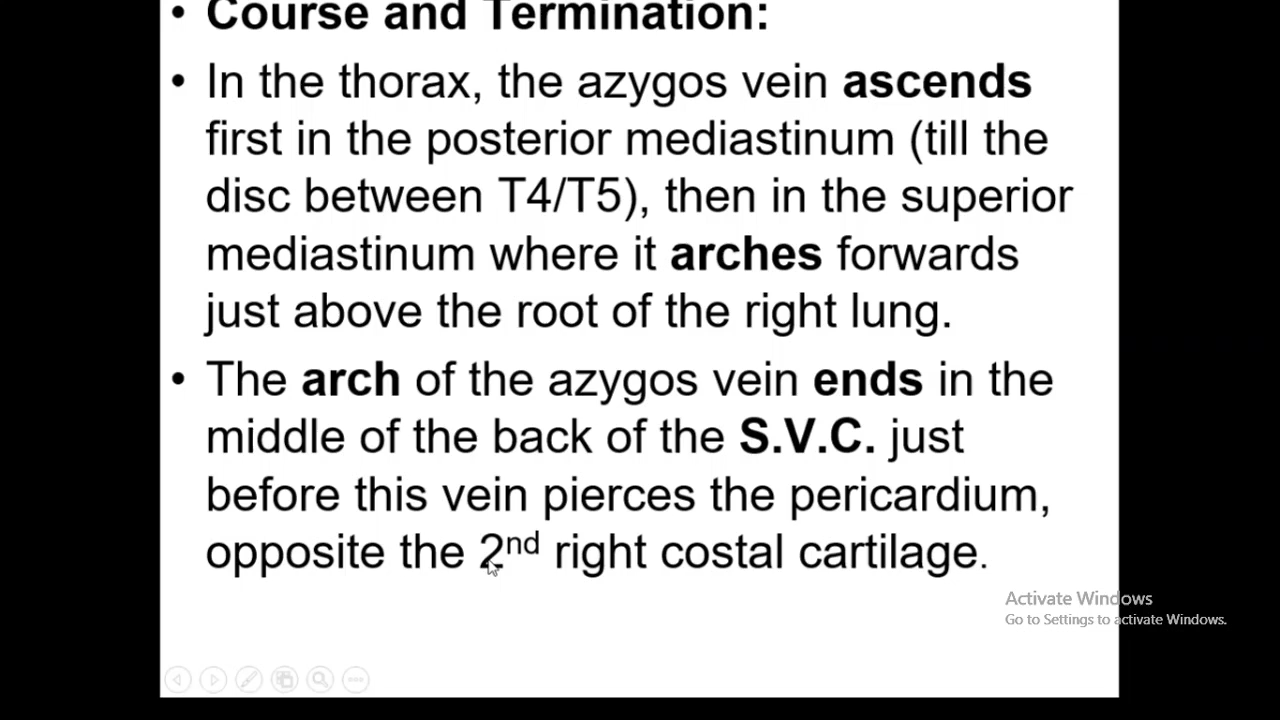 • Course and Termination:
• In the thorax, the azygos vein ascends
first in the posterior mediastinum (till the
disc between T4/T5), then in the superior
mediastinum where it arches forwards
just above the root of the right lung.
• The arch of the azygos vein ends in the
middle of the back of the S.V.C. just
before this vein pierces the pericardium,
opposite the 2nd right costal cartilage.
Activate Windows
Go to Settings to activate Windows.